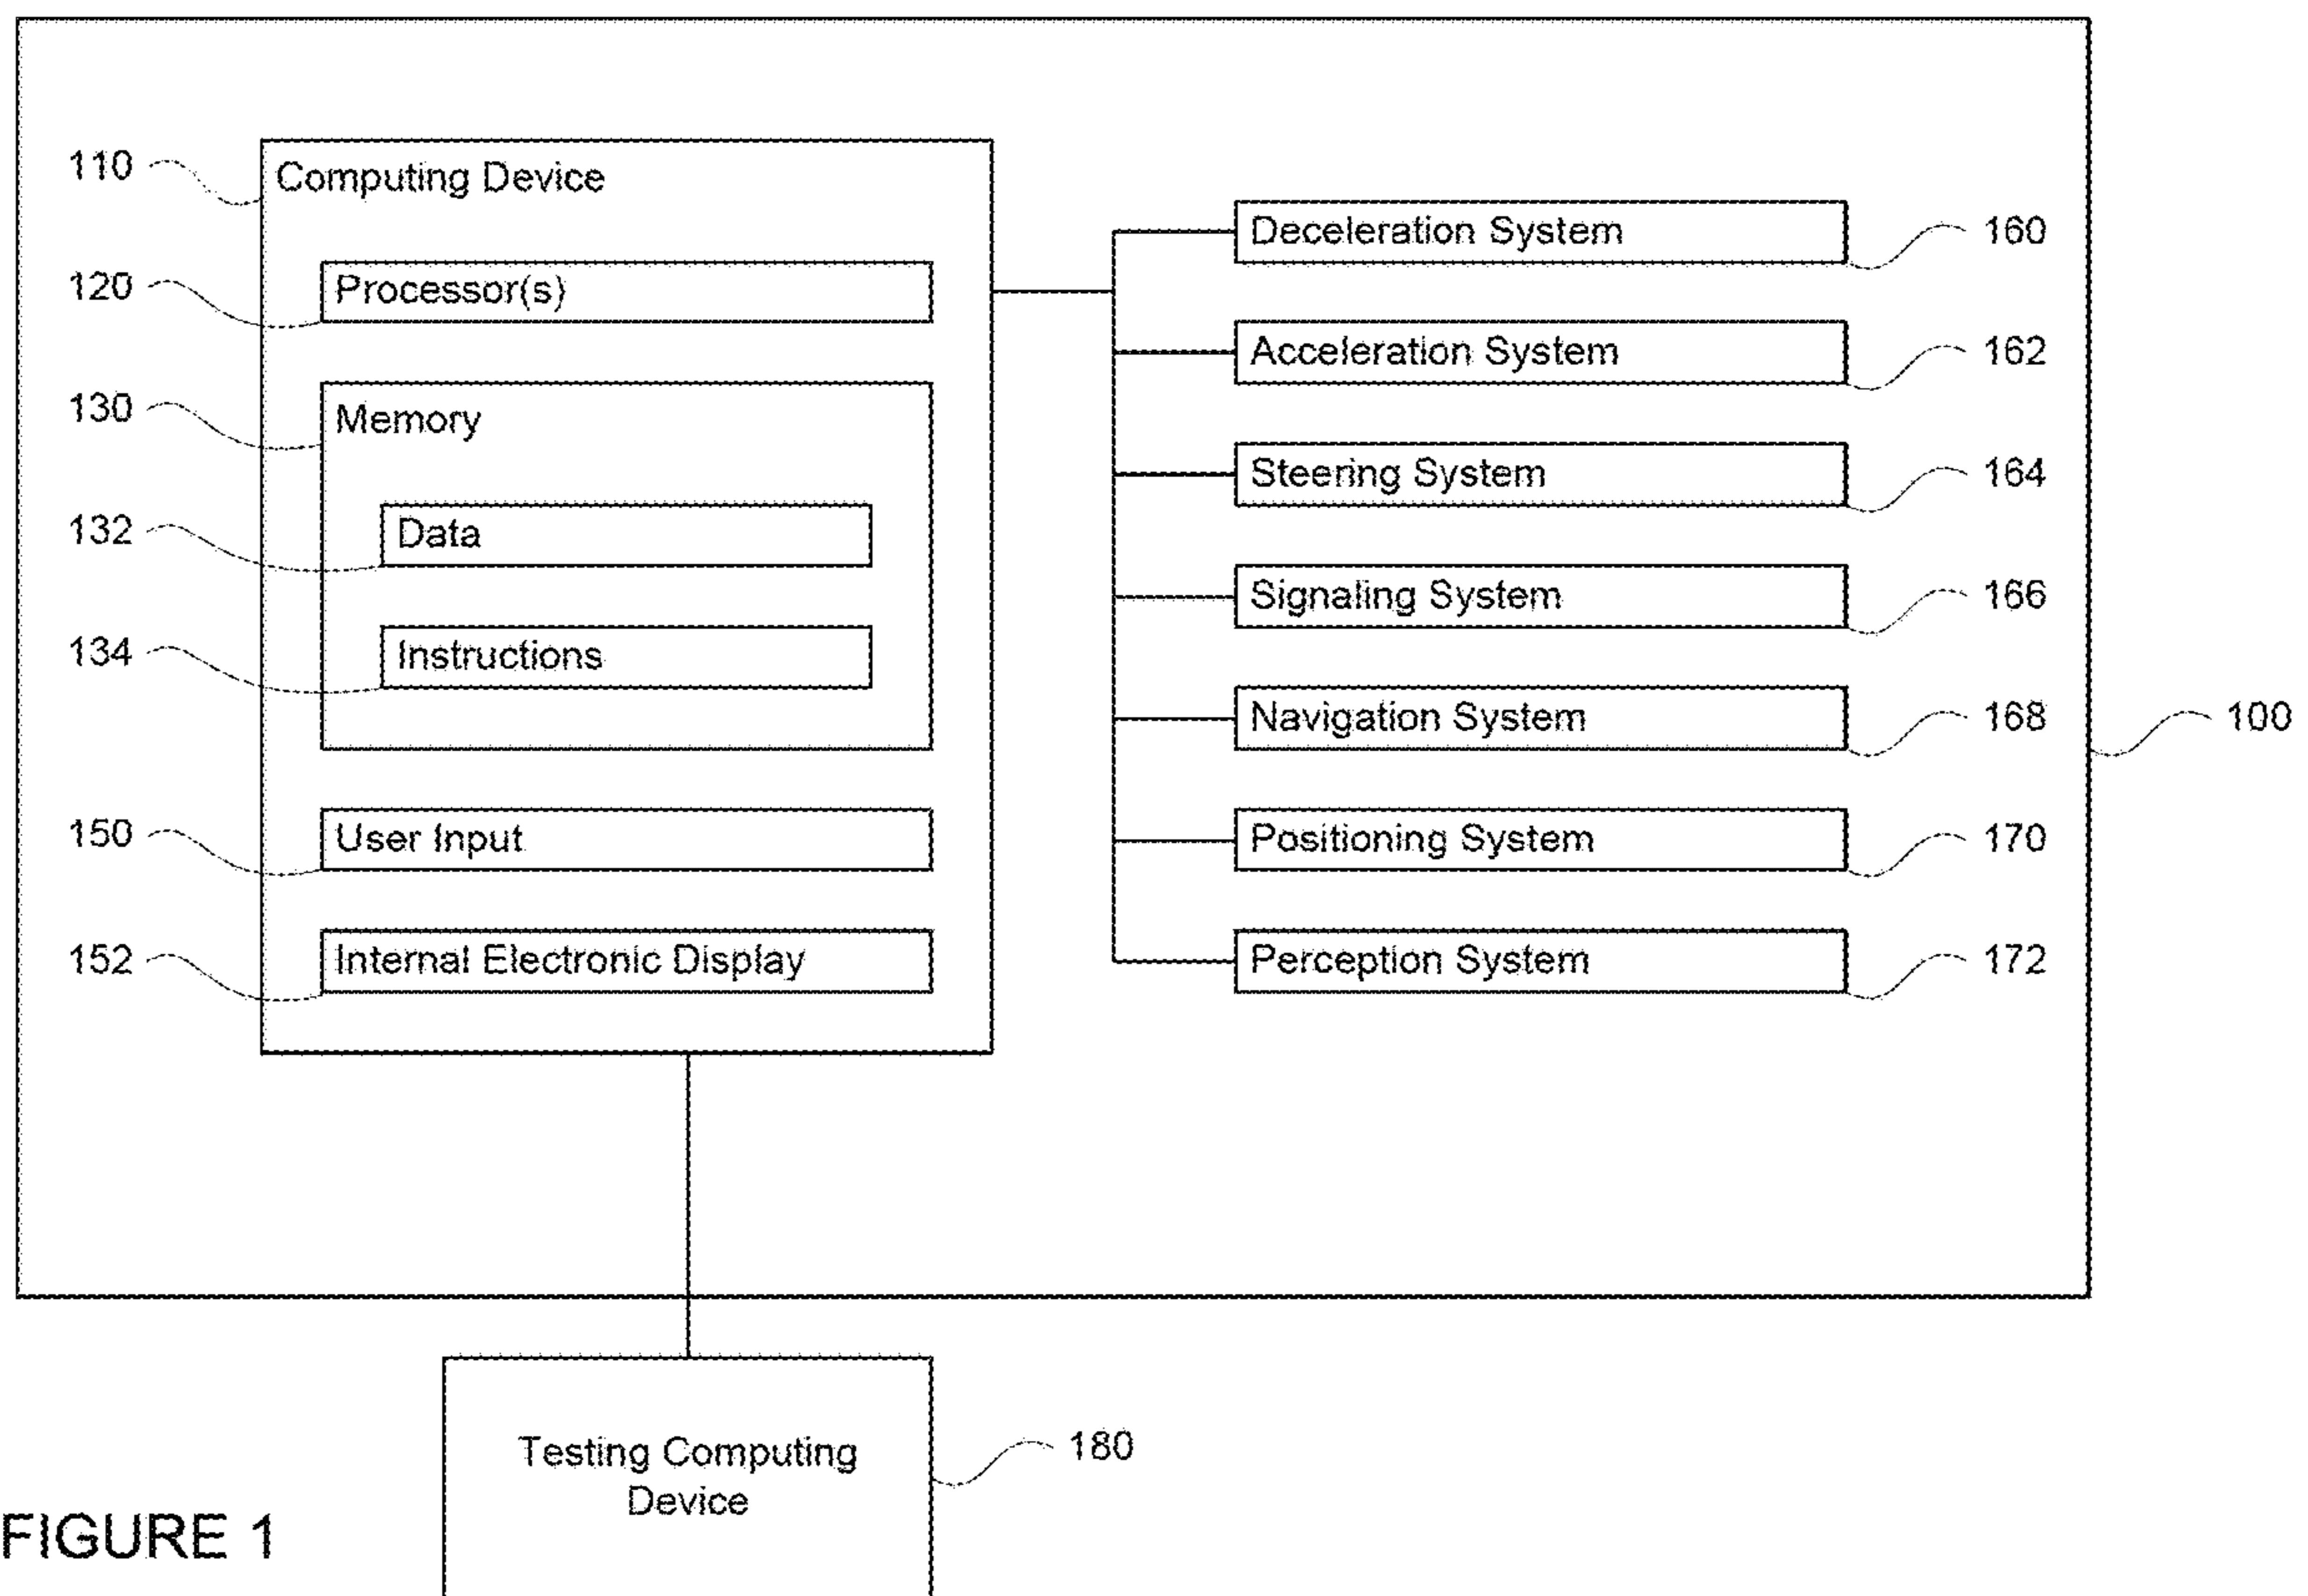 110
Computing Device
120
Processor(s)
130
Memory
132
Data
134
Instructions
150
User Input
152
Internal Electronic Display
Deceleration System
160
Acceleration System
162
Steering System
164
Signaling System
166
Navigation System
168
Positioning System
170
Perception System
172
100
Testing Computing
Device
180
FIGURE 1